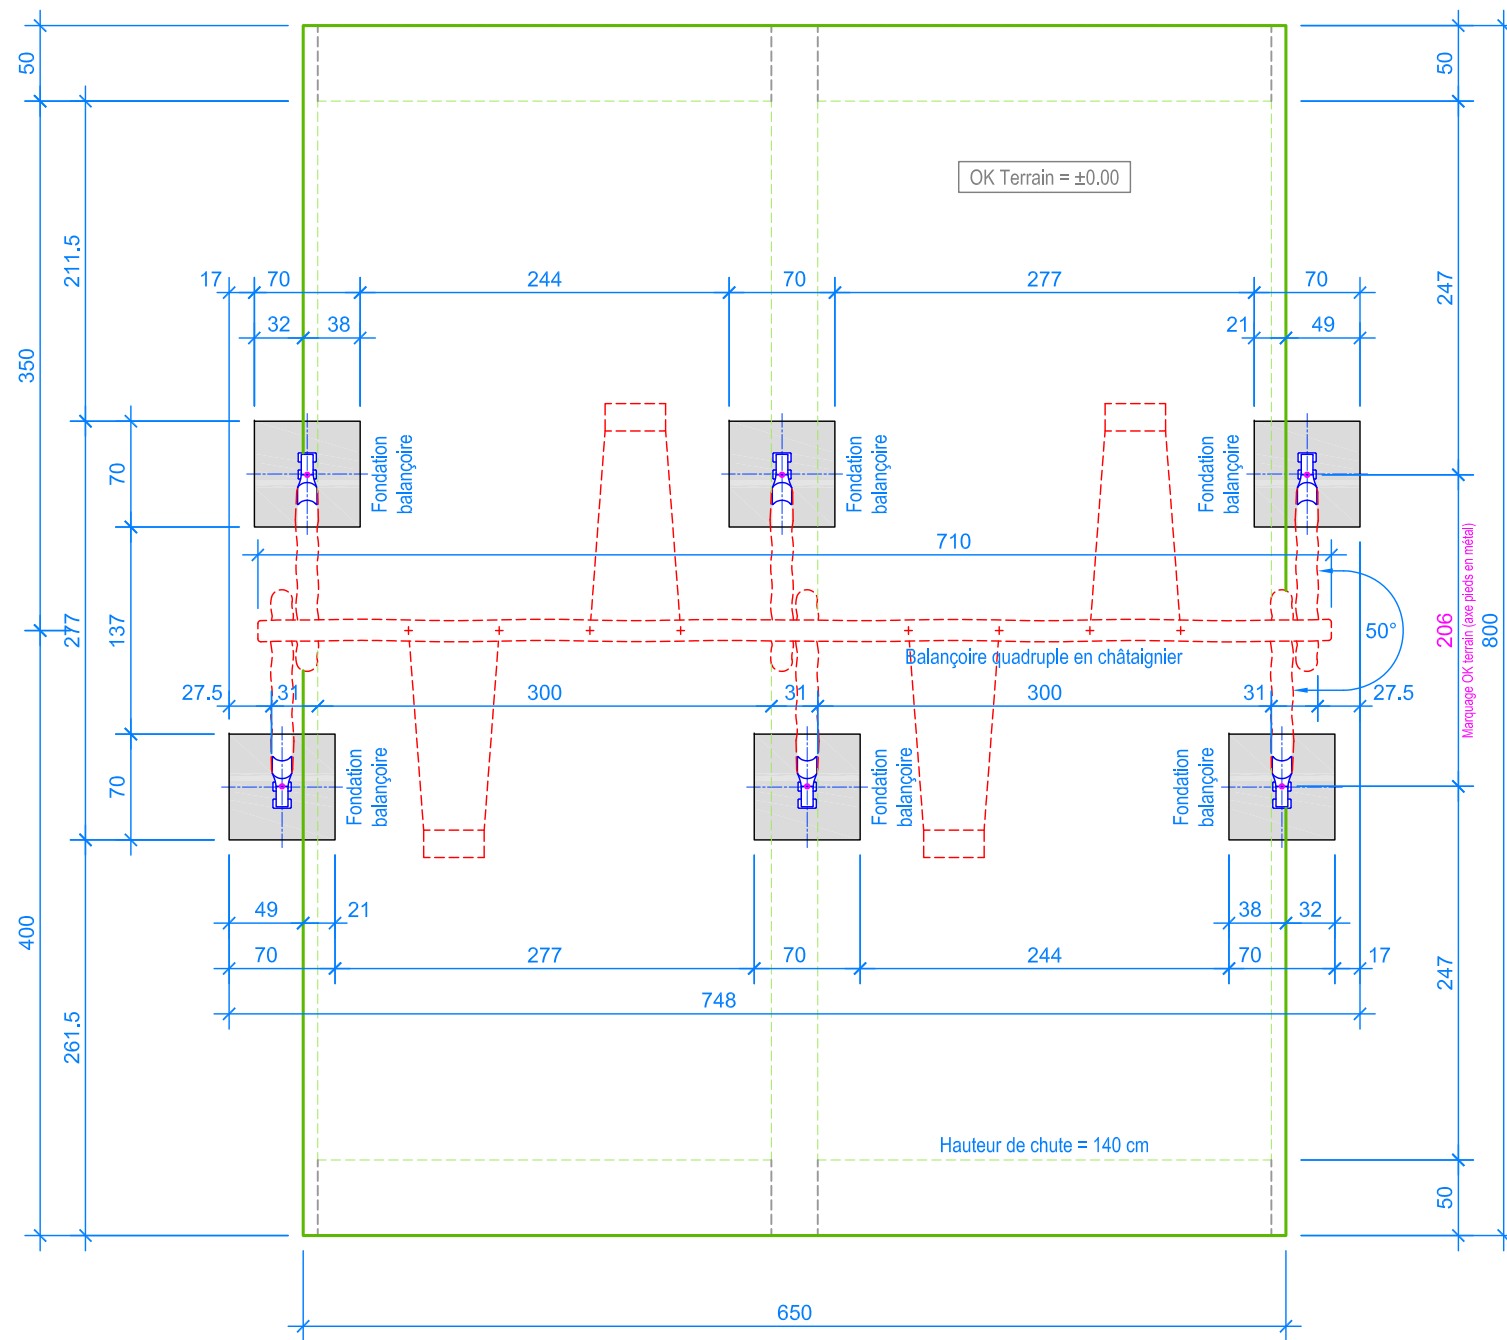 50
50
OK Terrain = ±0.00
211.5
247
17
70
244
70
277
70
32
38
21
49
350
70
Fondation
balançoire
Fondation
balançoire
Fondation
balançoire
710
277
137
50°
206
Marquage OK terrain (axe pieds en métal)
800
Balançoire quadruple en châtaignier
27.5
31
300
31
300
31
27.5
70
Fondation
balançoire
Fondation
balançoire
Fondation
balançoire
400
49
21
38
32
70
277
70
244
70
17
748
261.5
247
Hauteur de chute = 140 cm
50
650